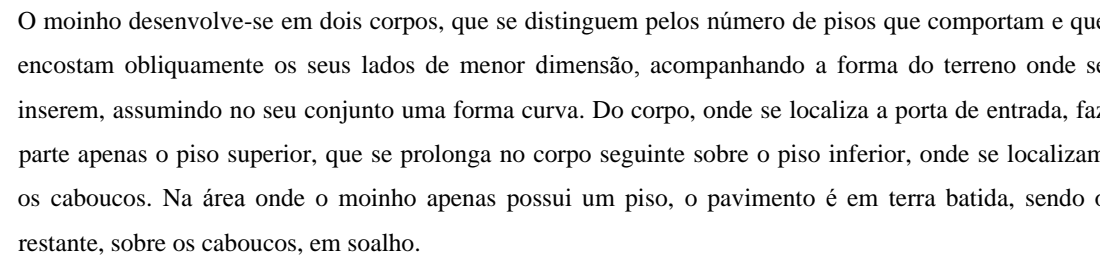 O moinho desenvolve-se em dois corpos, que se distinguem pelos número de pisos que comportam e que
encostam obliquamente os seus lados de menor dimensão, acompanhando a forma do terreno onde se
inserem, assumindo no seu conjunto uma forma curva. Do corpo, onde se localiza a porta de entrada, faz
parte apenas o piso superior, que se prolonga no corpo seguinte sobre o piso inferior, onde se localizam
os caboucos. Na área onde o moinho apenas possui um piso, o pavimento é em terra batida, sendo o
restante, sobre os caboucos, em soalho.